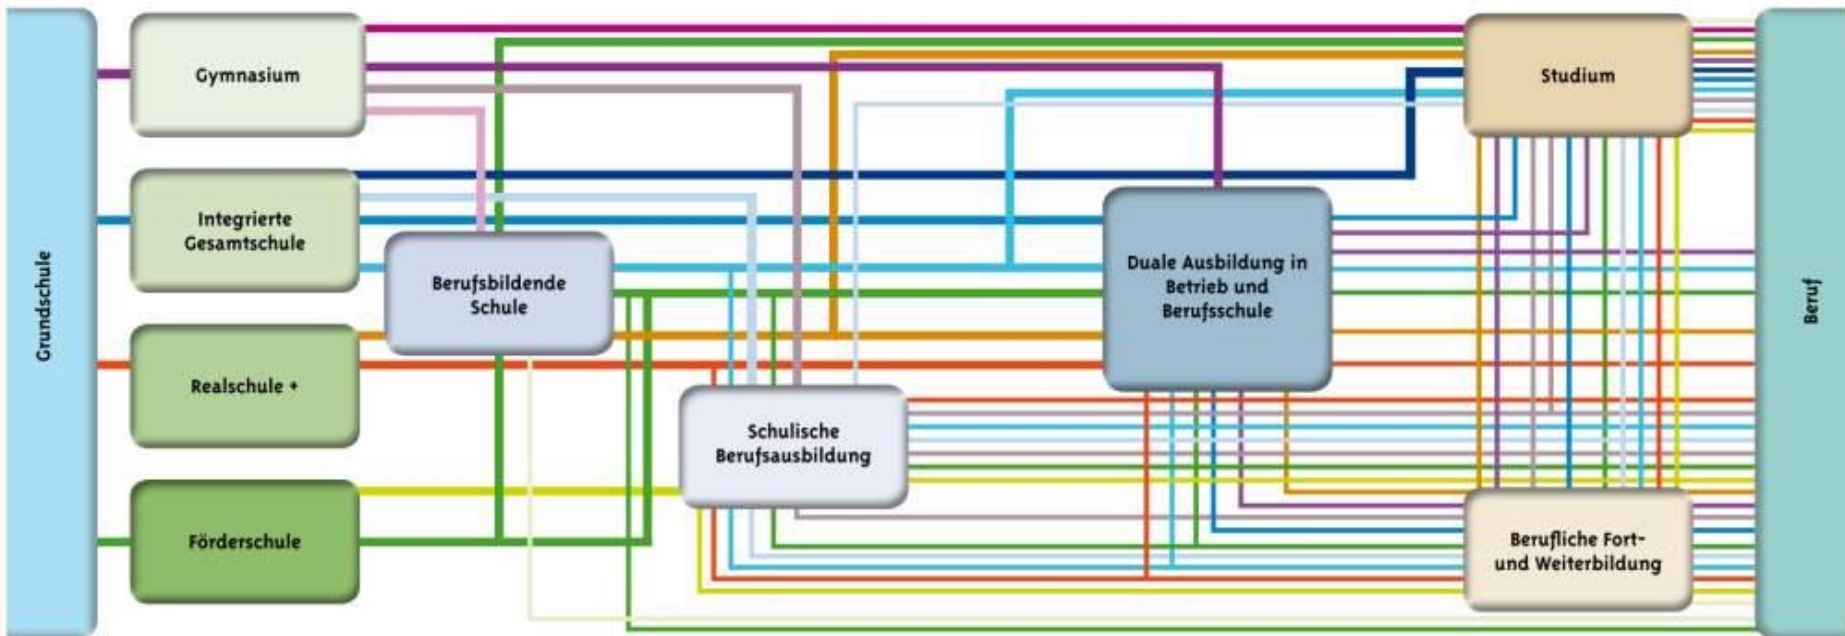 Grundschule
Gymnasium
Integrierte
Gesamtschule
Realschule +
Förderschule
Berufsbildende
Schule
Schulische
Berufsausbildung
Duale Ausbildung in
Betrieb und
Berufsschule
Studium
Berufliche Fort-
und Weiterbildung
Beruf